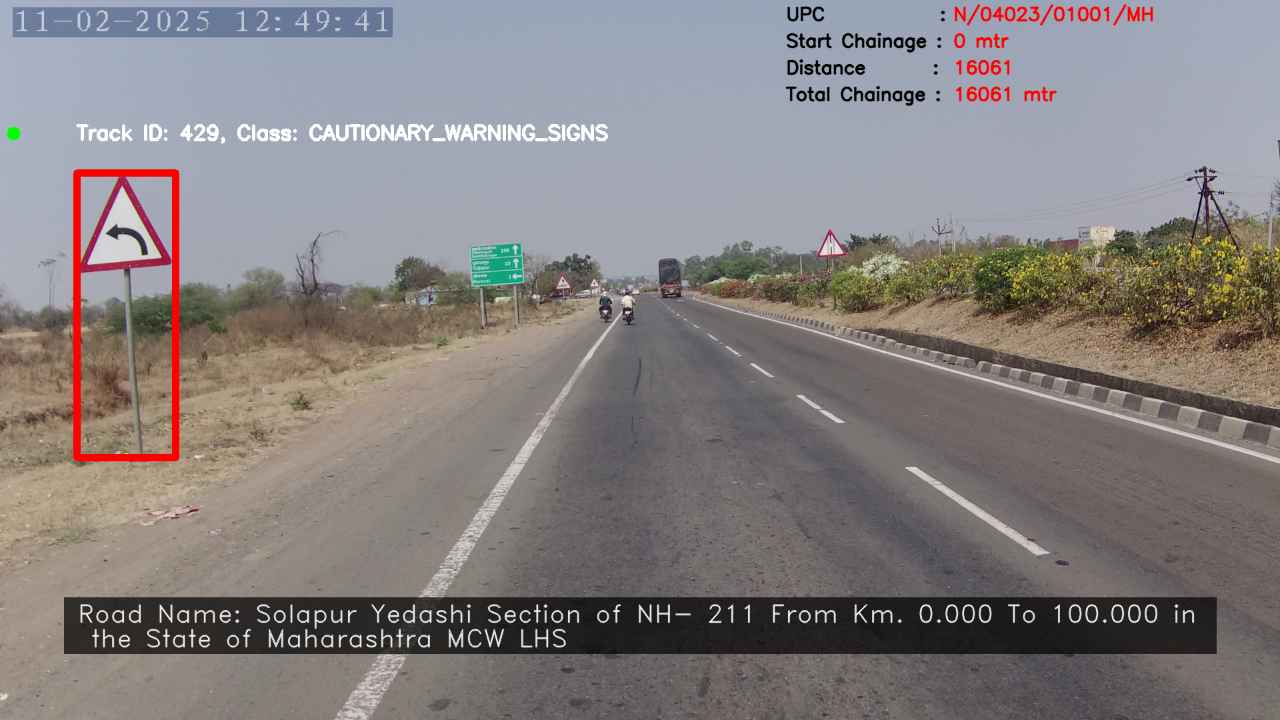 11-02-2025 12:49:41
UPC : N/04023/01001/MH
Start Chainage : 0 mtr
Distance : 16061
Total Chainage : 16061 mtr
Track ID: 429, Class: CAUTIONARY_WARNING_SIGNS
Road Name: Solapur Yedashi Section of NH- 211 From Km. 0.000 To 100.000 in
the State of Maharashtra MCW LHS